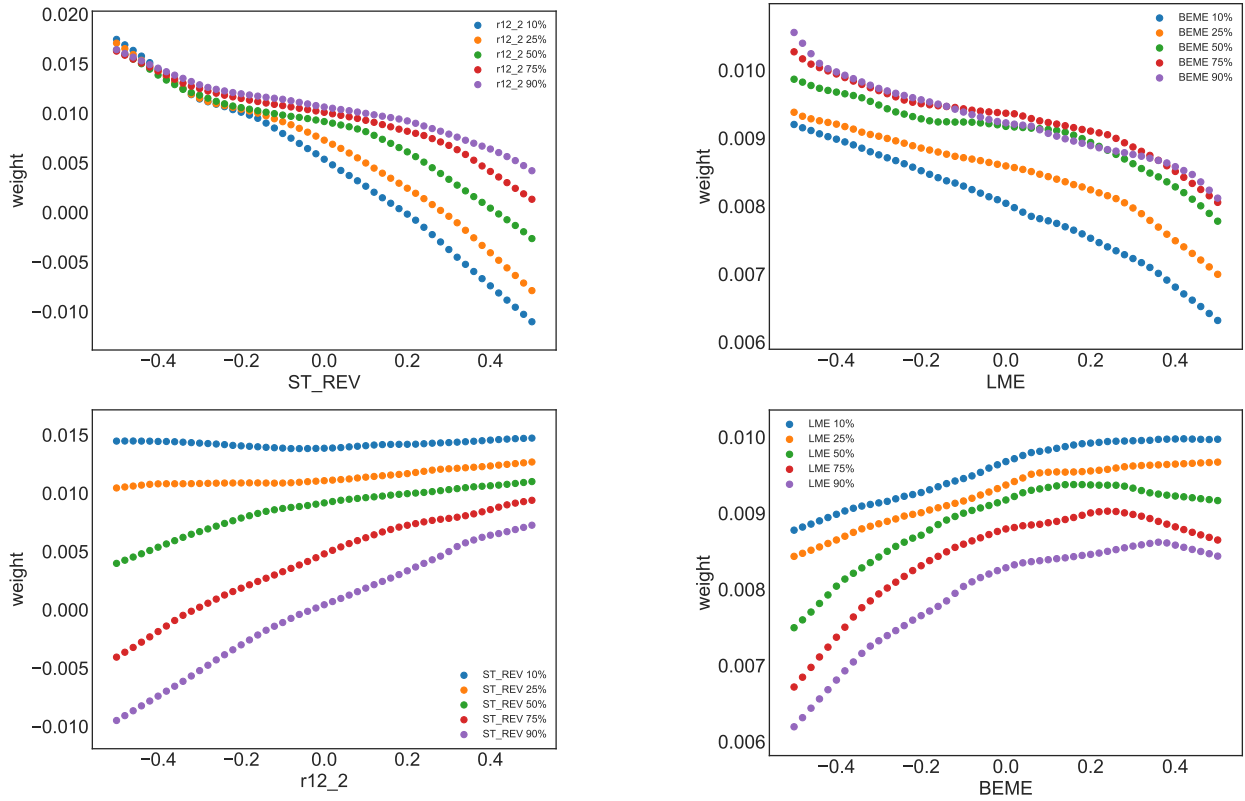 0.020
0.015
0.010
0.005
0.000
−0.005
−0.010
weight
r12_2 10%
r12_2 25%
r12_2 50%
r12_2 75%
r12_2 90%
−0.4 −0.2 0.0 0.2 0.4
ST_REV
0.010
0.009
0.008
0.007
0.006
weight
BEME 10%
BEME 25%
BEME 50%
BEME 75%
BEME 90%
−0.4 −0.2 0.0 0.2 0.4
LME
0.015
0.010
0.005
0.000
−0.005
−0.010
weight
ST_REV 10%
ST_REV 25%
ST_REV 50%
ST_REV 75%
ST_REV 90%
−0.4 −0.2 0.0 0.2 0.4
r12_2
0.010
0.009
0.008
0.007
0.006
weight
LME 10%
LME 25%
LME 50%
LME 75%
LME 90%
−0.4 −0.2 0.0 0.2 0.4
BEME